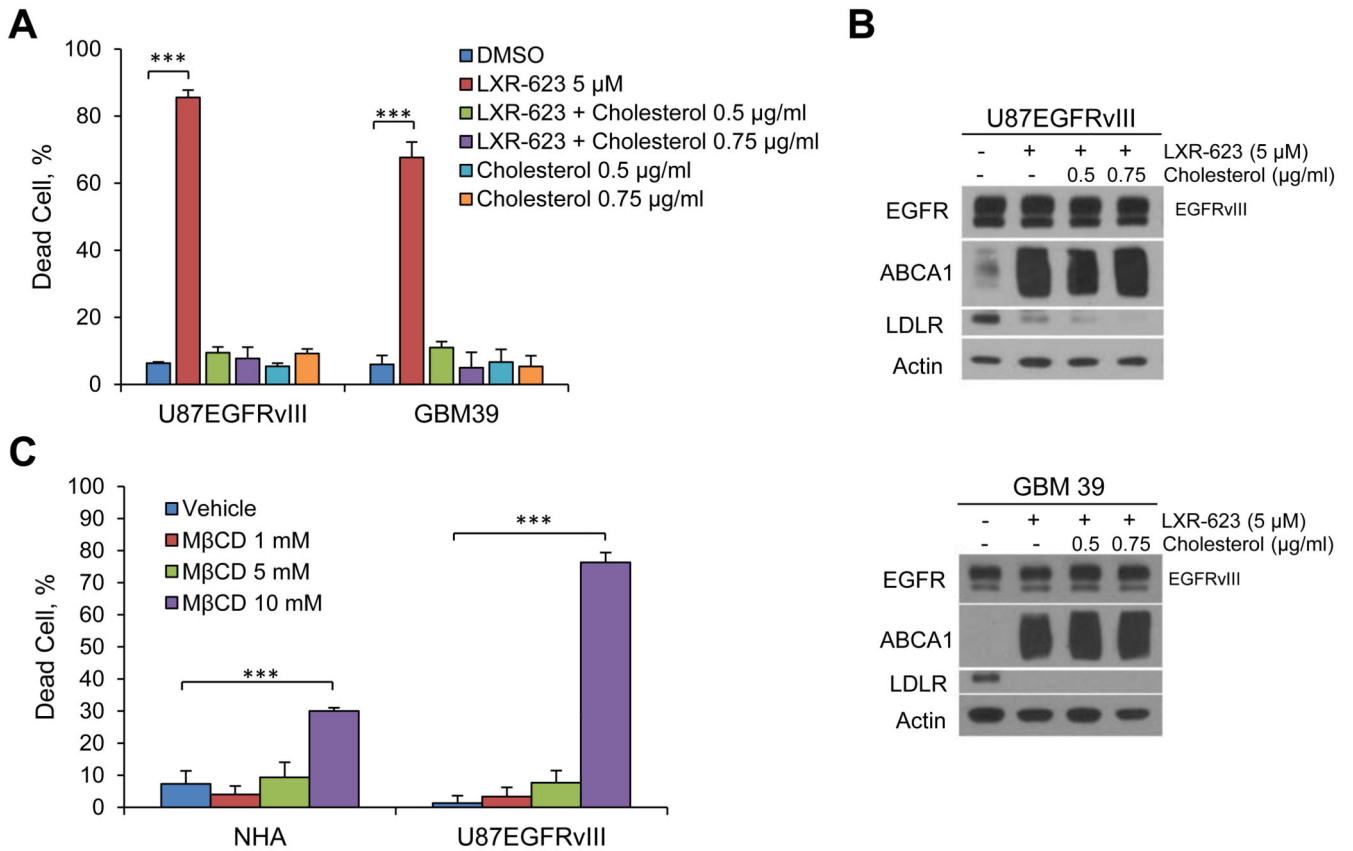 A
100
80
60
40
20
0
Dead Cell, %
***
***
DMSO
LXR-623 5 µM
LXR-623 + Cholesterol 0.5 µg/ml
LXR-623 + Cholesterol 0.75 µg/ml
Cholesterol 0.5 µg/ml
Cholesterol 0.75 µg/ml
U87EGFRvIII
GBM39
B
U87EGFRvIII
- + + + LXR-623 (5 µM)
- - 0.5 0.75 Cholesterol (µg/ml)
EGFR
EGFRvIII
ABCA1
LDLR
Actin
GBM 39
- + + + LXR-623 (5 µM)
- - 0.5 0.75 Cholesterol (µg/ml)
EGFR
EGFRvIII
ABCA1
LDLR
Actin
C
100
90
80
70
60
50
40
30
20
10
0
Dead Cell, %
Vehicle
MβCD 1 mM
MβCD 5 mM
MβCD 10 mM
***
***
NHA
U87EGFRvIII